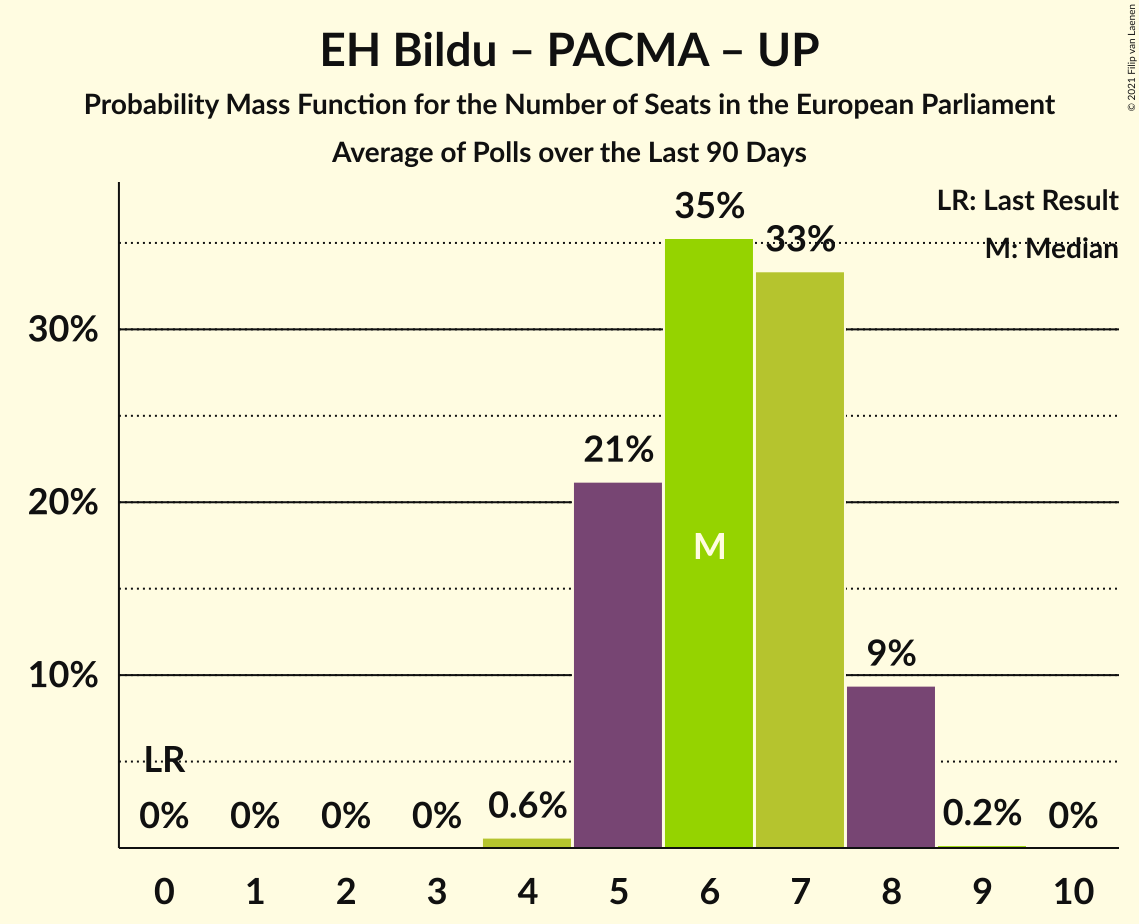 EH Bildu – PACMA – UP
Probability Mass Function for the Number of Seats in the European Parliament
Average of Polls over the Last 90 Days
© 2021 Filip van Laenen
LR: Last Result
M: Median
35%
33%
30%
21%
20%
M
10%
9%
LR
0%
0%
0%
0%
0.6%
0.2%
0%
0 1 2 3 4 5 6 7 8 9 10